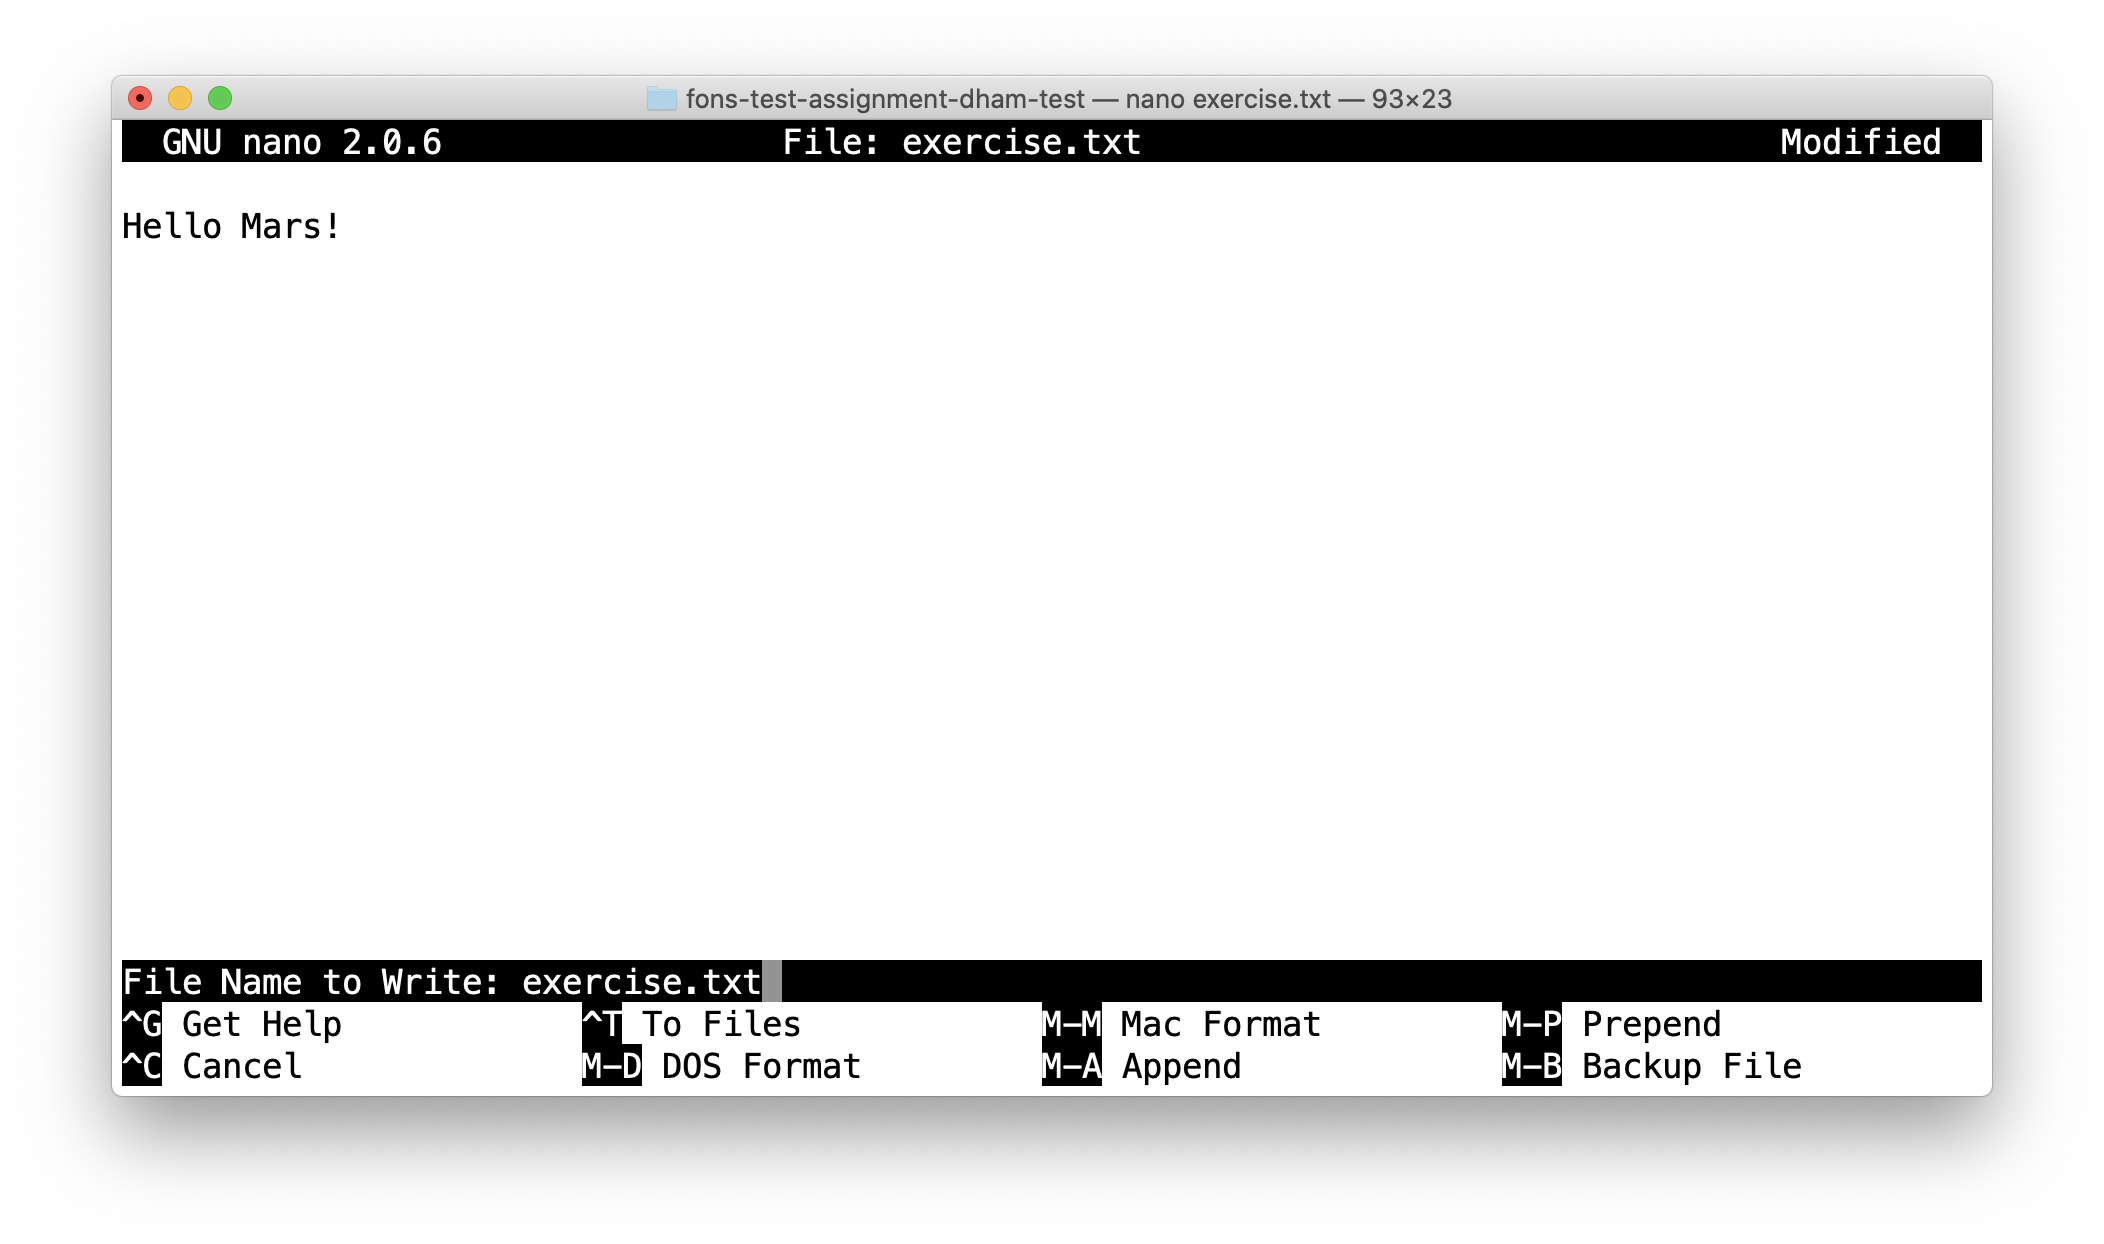 fons-test-assignment-dham-test — nano exercise.txt — 93×23
GNU nano 2.0.6 File: exercise.txt Modified
Hello Mars!
File Name to Write: exercise.txt
^G Get Help ^T To Files M-M Mac Format M-P Prepend
^C Cancel M-D DOS Format M-A Append M-B Backup File